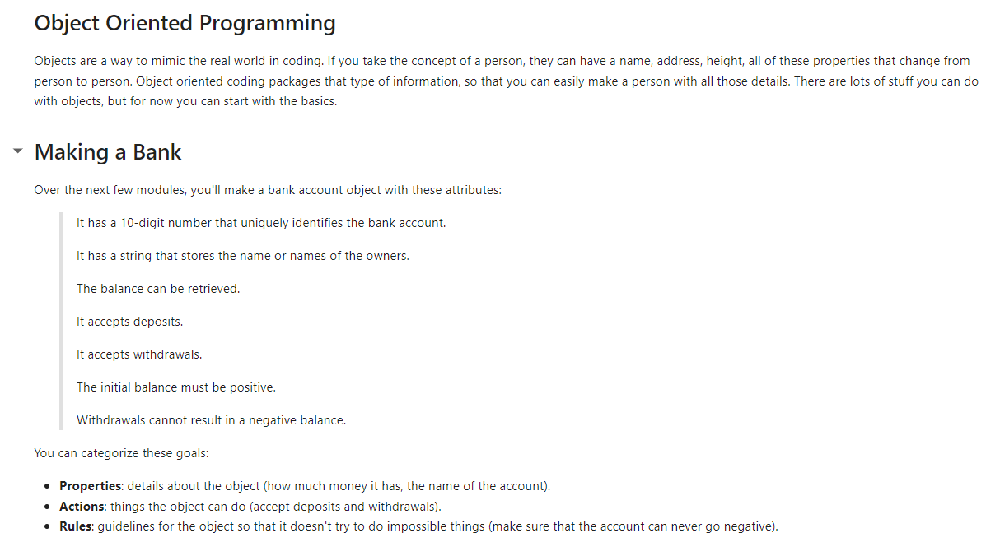 Object Oriented Programming
Objects are a way to mimic the real world in coding. If you take the concept of a person, they can have a name, address, height, all of these properties that change from
person to person. Object oriented coding packages that type of information, so that you can easily make a person with all those details. There are lots of stuff you can do
with objects, but for now you can start with the basics.
Making a Bank
Over the next few modules, you'll make a bank account object with these attributes:
It has a 10-digit number that uniquely identifies the bank account.
It has a string that stores the name or names of the owners.
The balance can be retrieved.
It accepts deposits.
It accepts withdrawals.
The initial balance must be positive.
Withdrawals cannot result in a negative balance.
You can categorize these goals:
• Properties: details about the object (how much money it has, the name of the account).
• Actions: things the object can do (accept deposits and withdrawals).
• Rules: guidelines for the object so that it doesn't try to do impossible things (make sure that the account can never go negative).